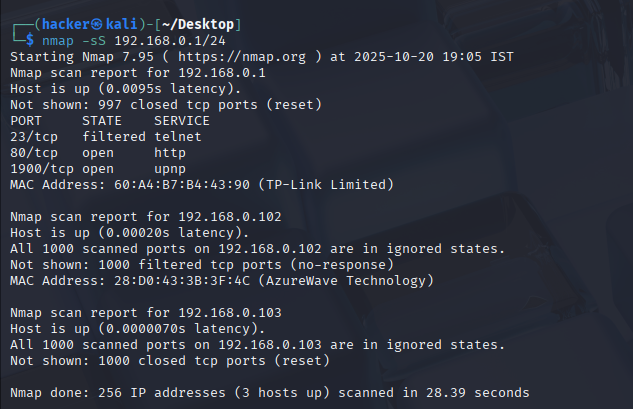 ┌──(hacker㉿kali)-[~/Desktop]
└─$ nmap -sS 192.168.0.1/24
Starting Nmap 7.95 ( https://nmap.org ) at 2025-10-20 19:05 IST
Nmap scan report for 192.168.0.1
Host is up (0.0095s latency).
Not shown: 997 closed tcp ports (reset)
PORT     STATE    SERVICE
23/tcp   filtered telnet
80/tcp   open     http
1900/tcp open     upnp
MAC Address: 60:A4:B7:B4:43:90 (TP-Link Limited)

Nmap scan report for 192.168.0.102
Host is up (0.00020s latency).
All 1000 scanned ports on 192.168.0.102 are in ignored states.
Not shown: 1000 filtered tcp ports (no-response)
MAC Address: 28:D0:43:3B:3F:4C (AzureWave Technology)

Nmap scan report for 192.168.0.103
Host is up (0.0000070s latency).
All 1000 scanned ports on 192.168.0.103 are in ignored states.
Not shown: 1000 closed tcp ports (reset)

Nmap done: 256 IP addresses (3 hosts up) scanned in 28.39 seconds